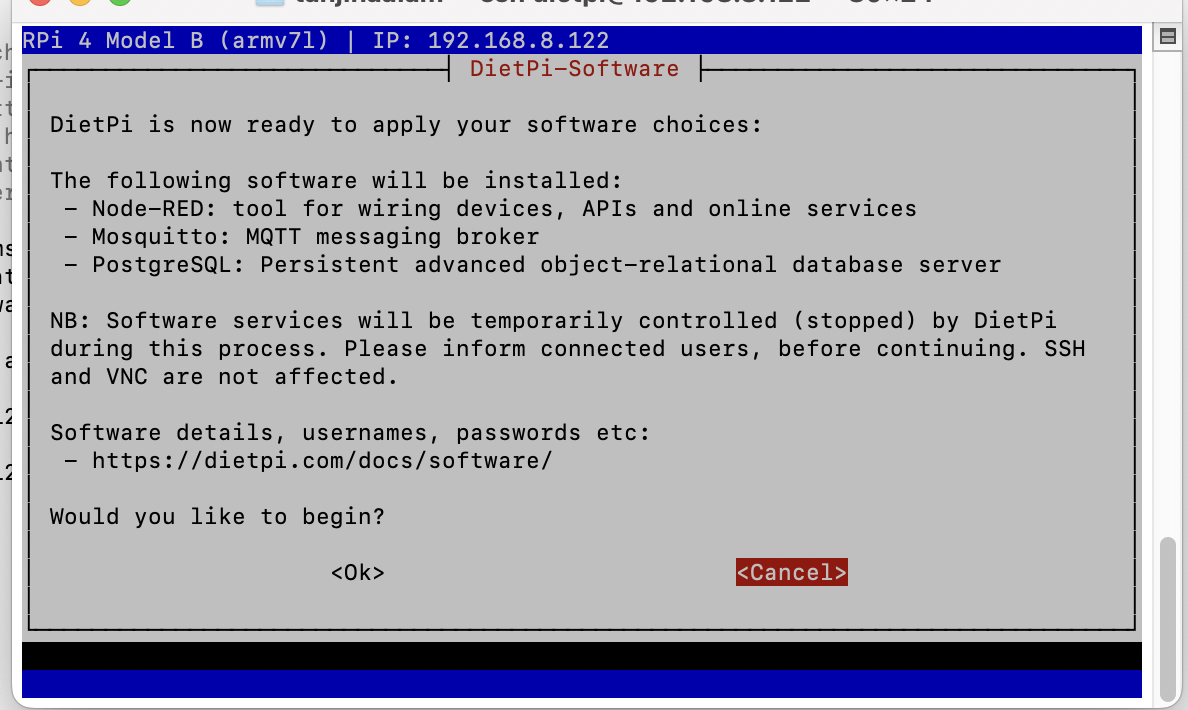 RPi 4 Model B (armv7l) | IP: 192.168.8.122
DietPi-Software
DietPi is now ready to apply your software choices:
The following software will be installed:
- Node-RED: tool for wiring devices, APIs and online services
- Mosquitto: MQTT messaging broker
- PostgreSQL: Persistent advanced object-relational database server
NB: Software services will be temporarily controlled (stopped) by DietPi
during this process. Please inform connected users, before continuing. SSH
and VNC are not affected.
Software details, usernames, passwords etc:
- https://dietpi.com/docs/software/
Would you like to begin?
<Ok> <Cancel>